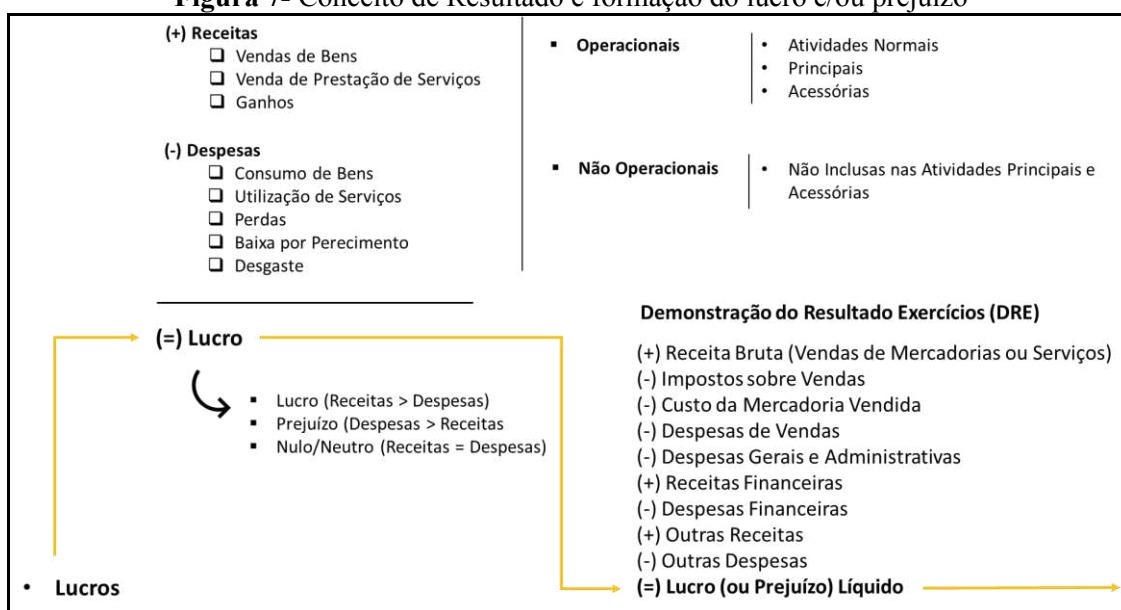 Figura 7- Conceito de Resultado e formação do lucro e/ou prejuízo
(+) Receitas
Vendas de Bens
Venda de Prestação de Serviços
Ganhos
(-) Despesas
Consumo de Bens
Utilização de Serviços
Perdas
Baixa por Perecimento
Desgaste
Operacionais
Atividades Normais
Principais
Acessórias
Não Operacionais
Não Inclusas nas Atividades Principais e
Acessórias
(=) Lucro
Lucro (Receitas > Despesas)
Prejuízo (Despesas > Receitas
Nulo/Neutro (Receitas = Despesas)
Lucros
Demonstração do Resultado Exercícios (DRE)
(+) Receita Bruta (Vendas de Mercadorias ou Serviços)
(-) Impostos sobre Vendas
(-) Custo da Mercadoria Vendida
(-) Despesas de Vendas
(-) Despesas Gerais e Administrativas
(+) Receitas Financeiras
(-) Despesas Financeiras
(+) Outras Receitas
(-) Outras Despesas
(=) Lucro (ou Prejuízo) Líquido